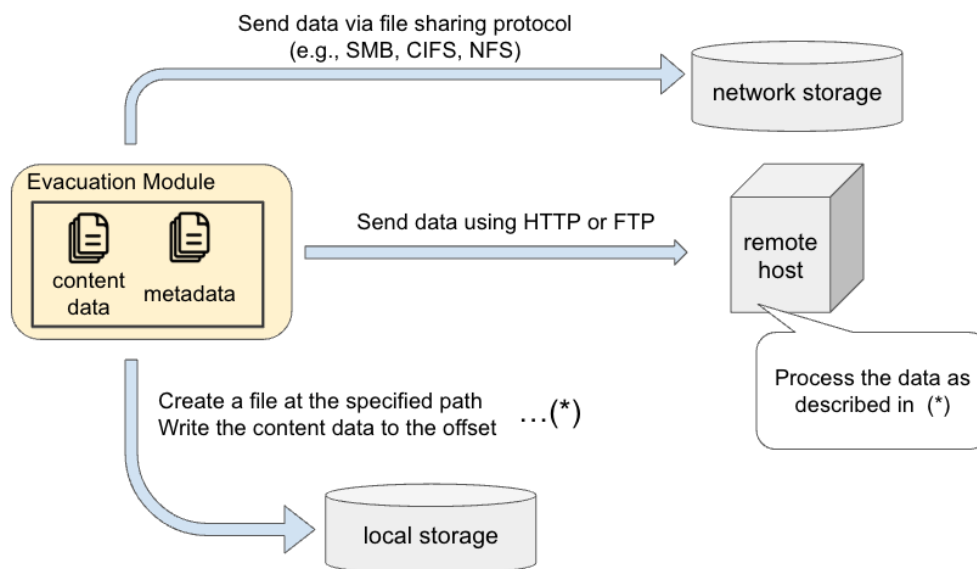 Send data via file sharing protocol
(e.g., SMB, CIFS, NFS)
network storage
Evacuation Module
content
data
metadata
Send data using HTTP or FTP
remote
host
Process the data as
described in (*)
Create a file at the specified path
Write the content data to the offset …(*)
local storage